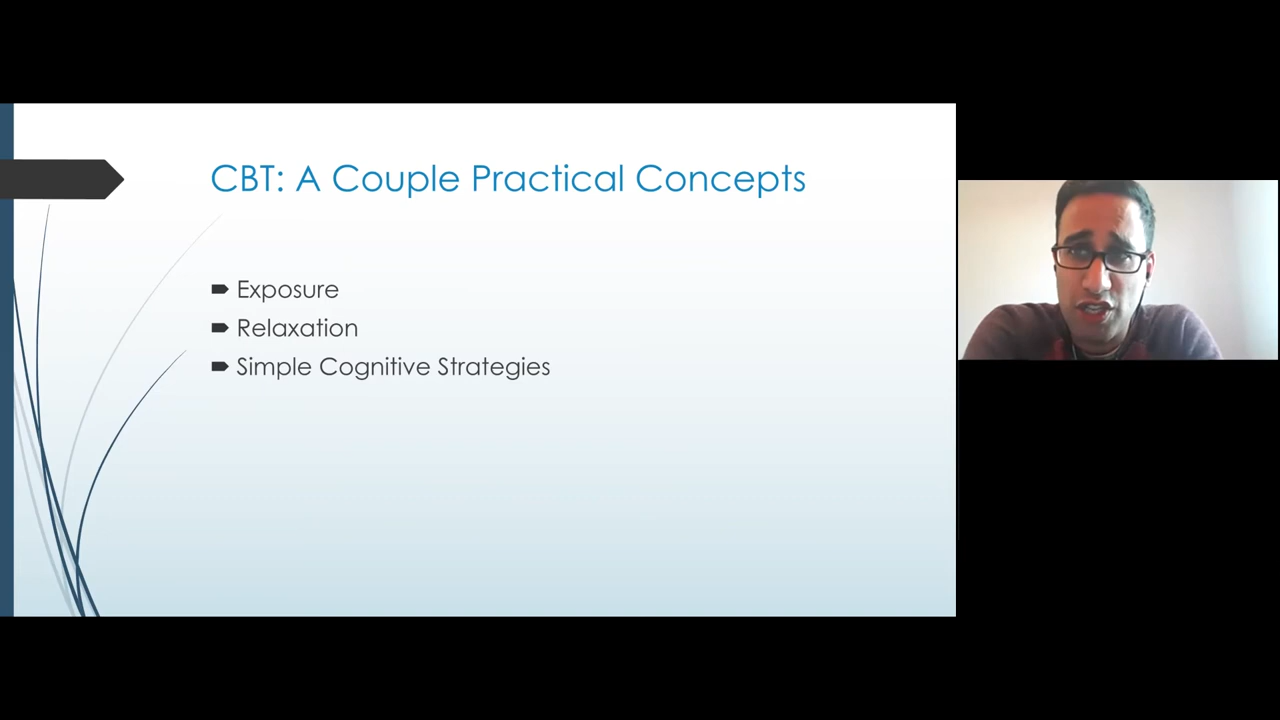 CBT: A Couple Practical Concepts
Exposure
Relaxation
Simple Cognitive Strategies